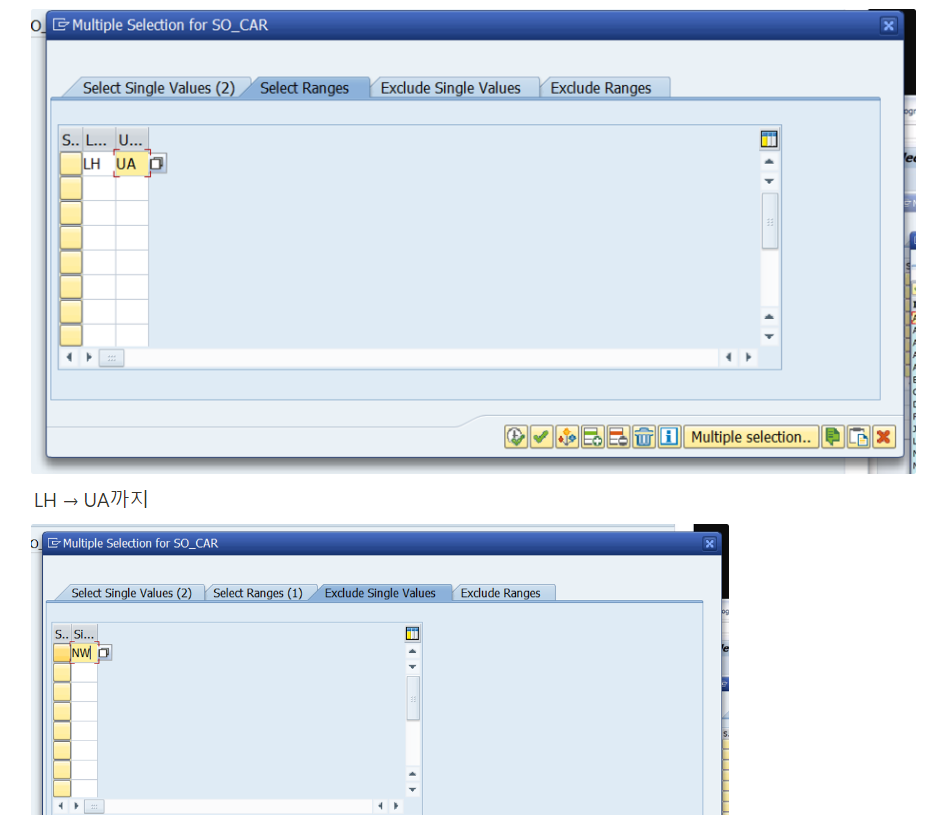 Multiple Selection for SO_CAR
Select Single Values (2) Select Ranges Exclude Single Values Exclude Ranges
S.. L... U...
LH UA
Multiple selection..
LH → UA까지
Multiple Selection for SO_CAR
Select Single Values (2) Select Ranges (1) Exclude Single Values Exclude Ranges
S.. Si...
NW